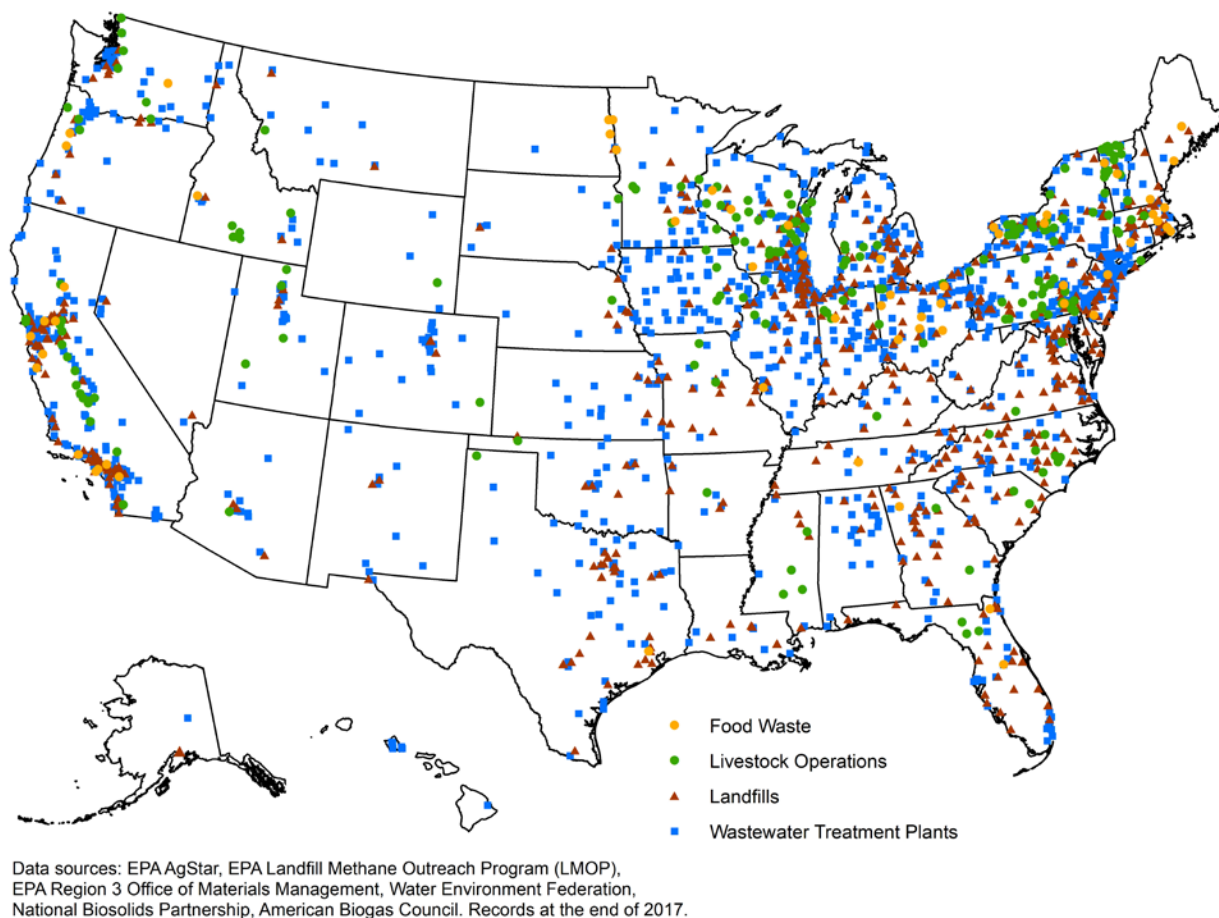 Food Waste
Livestock Operations
Landfills
Wastewater Treatment Plants
Data sources: EPA AgStar, EPA Landfill Methane Outreach Program (LMOP),
EPA Region 3 Office of Materials Management, Water Environment Federation,
National Biosolids Partnership, American Biogas Council. Records at the end of 2017.